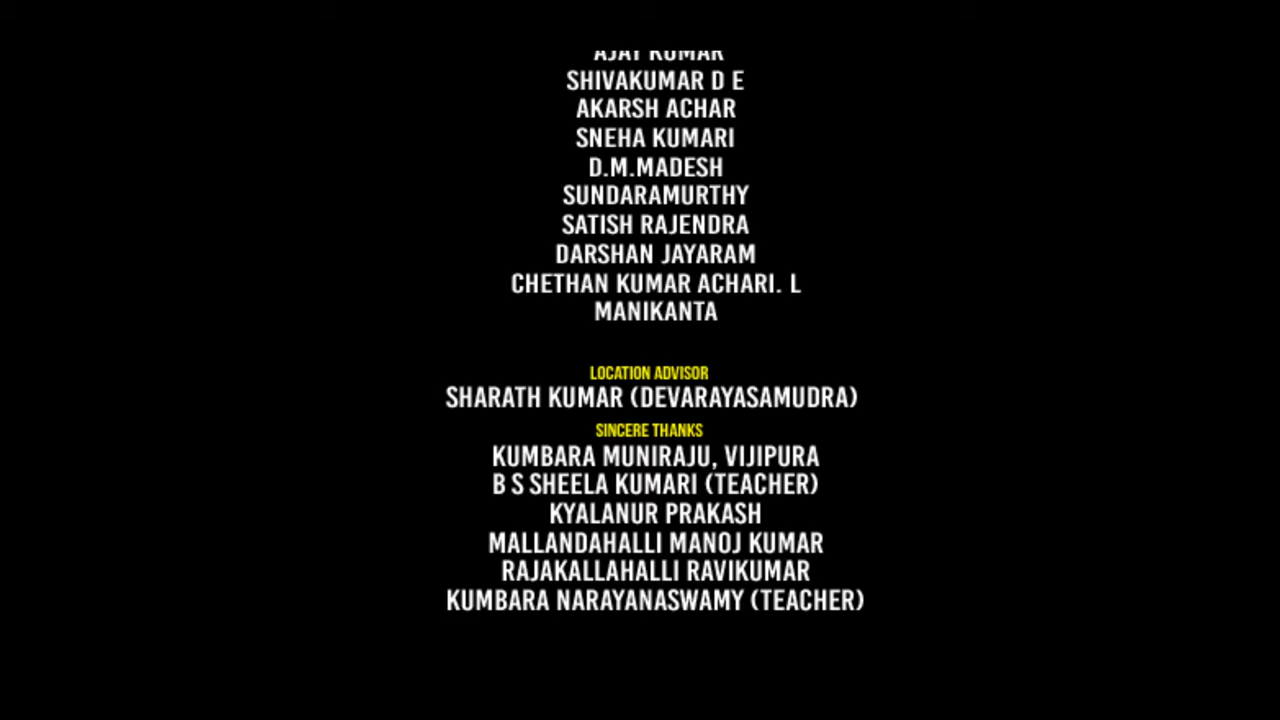 AJAY KUMAR
SHIVAKUMAR D E
AKARSH ACHAR
SNEHA KUMARI
D.M.MADESH
SUNDARAMURTHY
SATISH RAJENDRA
DARSHAN JAYARAM
CHETHAN KUMAR ACHARI. L
MANIKANTA
LOCATION ADVISOR
SHARATH KUMAR (DEVARAYASAMUDRA)
SINCERE THANKS
KUMBARA MUNIRAJU, VIJIPURA
B S SHEELA KUMARI (TEACHER)
KYALANUR PRAKASH
MALLANDAHALLI MANOJ KUMAR
RAJAKALLAHALLI RAVIKUMAR
KUMBARA NARAYANASWAMY (TEACHER)